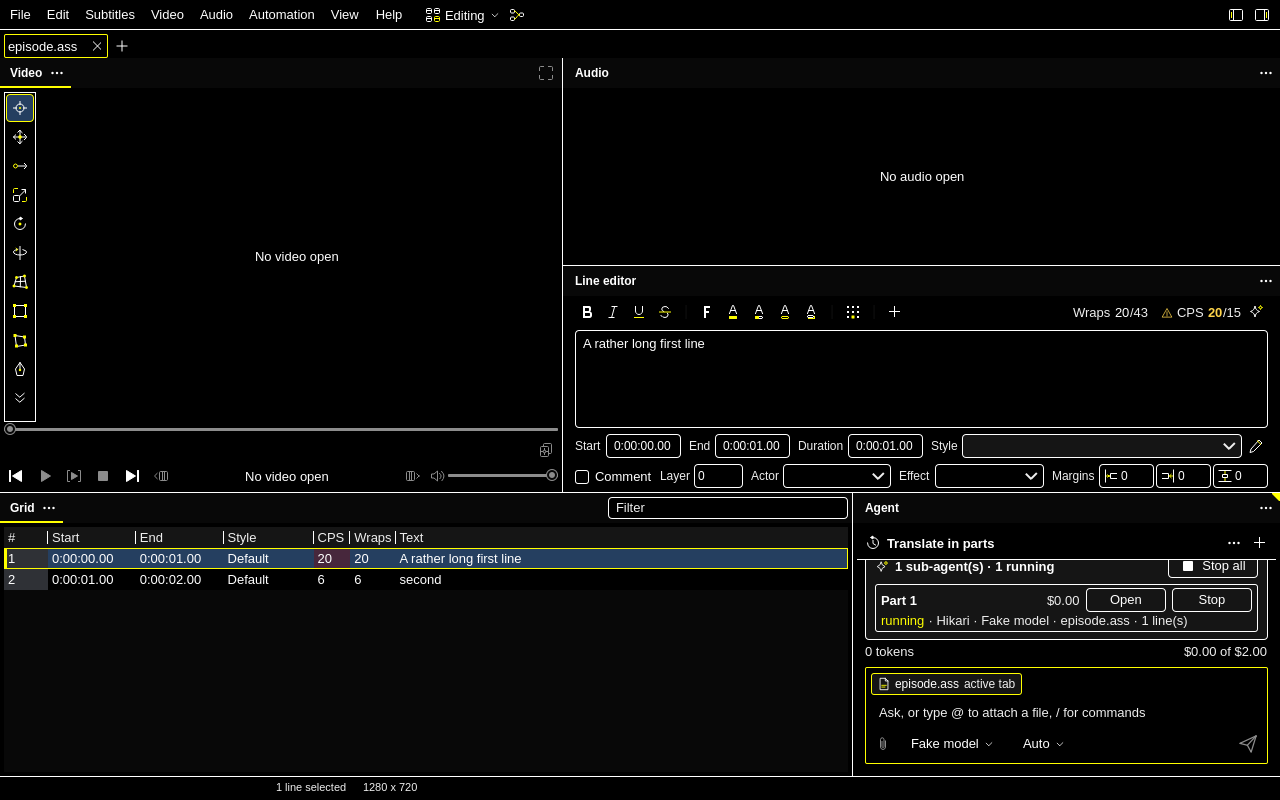 File Edit Subtitles Video Audio Automation View Help Editing
episode.ass
Video
Audio
No video open
No audio open
Line editor
B I U S F A A A A
Wraps 20/43 CPS 20/15
A rather long first line
Start 0:00:00.00 End 0:00:01.00 Duration 0:00:01.00 Style
Comment Layer 0 Actor Effect Margins 0 0 0
No video open
Grid
Filter
# Start End Style CPS Wraps Text
1 0:00:00.00 0:00:01.00 Default 20 20 A rather long first line
2 0:00:01.00 0:00:02.00 Default 6 6 second
Agent
Translate in parts
1 sub-agent(s) · 1 running Stop all
Part 1 $0.00 Open Stop
running · Hikari · Fake model · episode.ass · 1 line(s)
0 tokens $0.00 of $2.00
episode.ass active tab
Ask, or type @ to attach a file, / for commands
Fake model Auto
1 line selected 1280 x 720